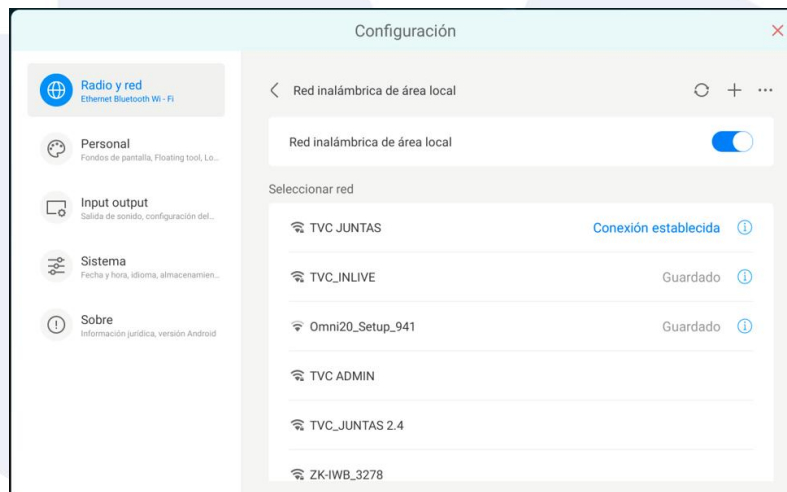 Configuración
Radio y red
Ethernet Bluetooth Wi - Fi
Personal
Fondos de pantalla, Floating tool, Lo...
Input output
Salida de sonido, configuración del...
Sistema
Fecha y hora, idioma, almacenamien...
Sobre
Información jurídica, versión Android
Red inalámbrica de área local
Red inalámbrica de área local
Seleccionar red
TVC JUNTAS Conexión establecida
TVC_INLIVE Guardado
Omni20_Setup_941 Guardado
TVC ADMIN
TVC_JUNTAS 2.4
ZK-IWB_3278